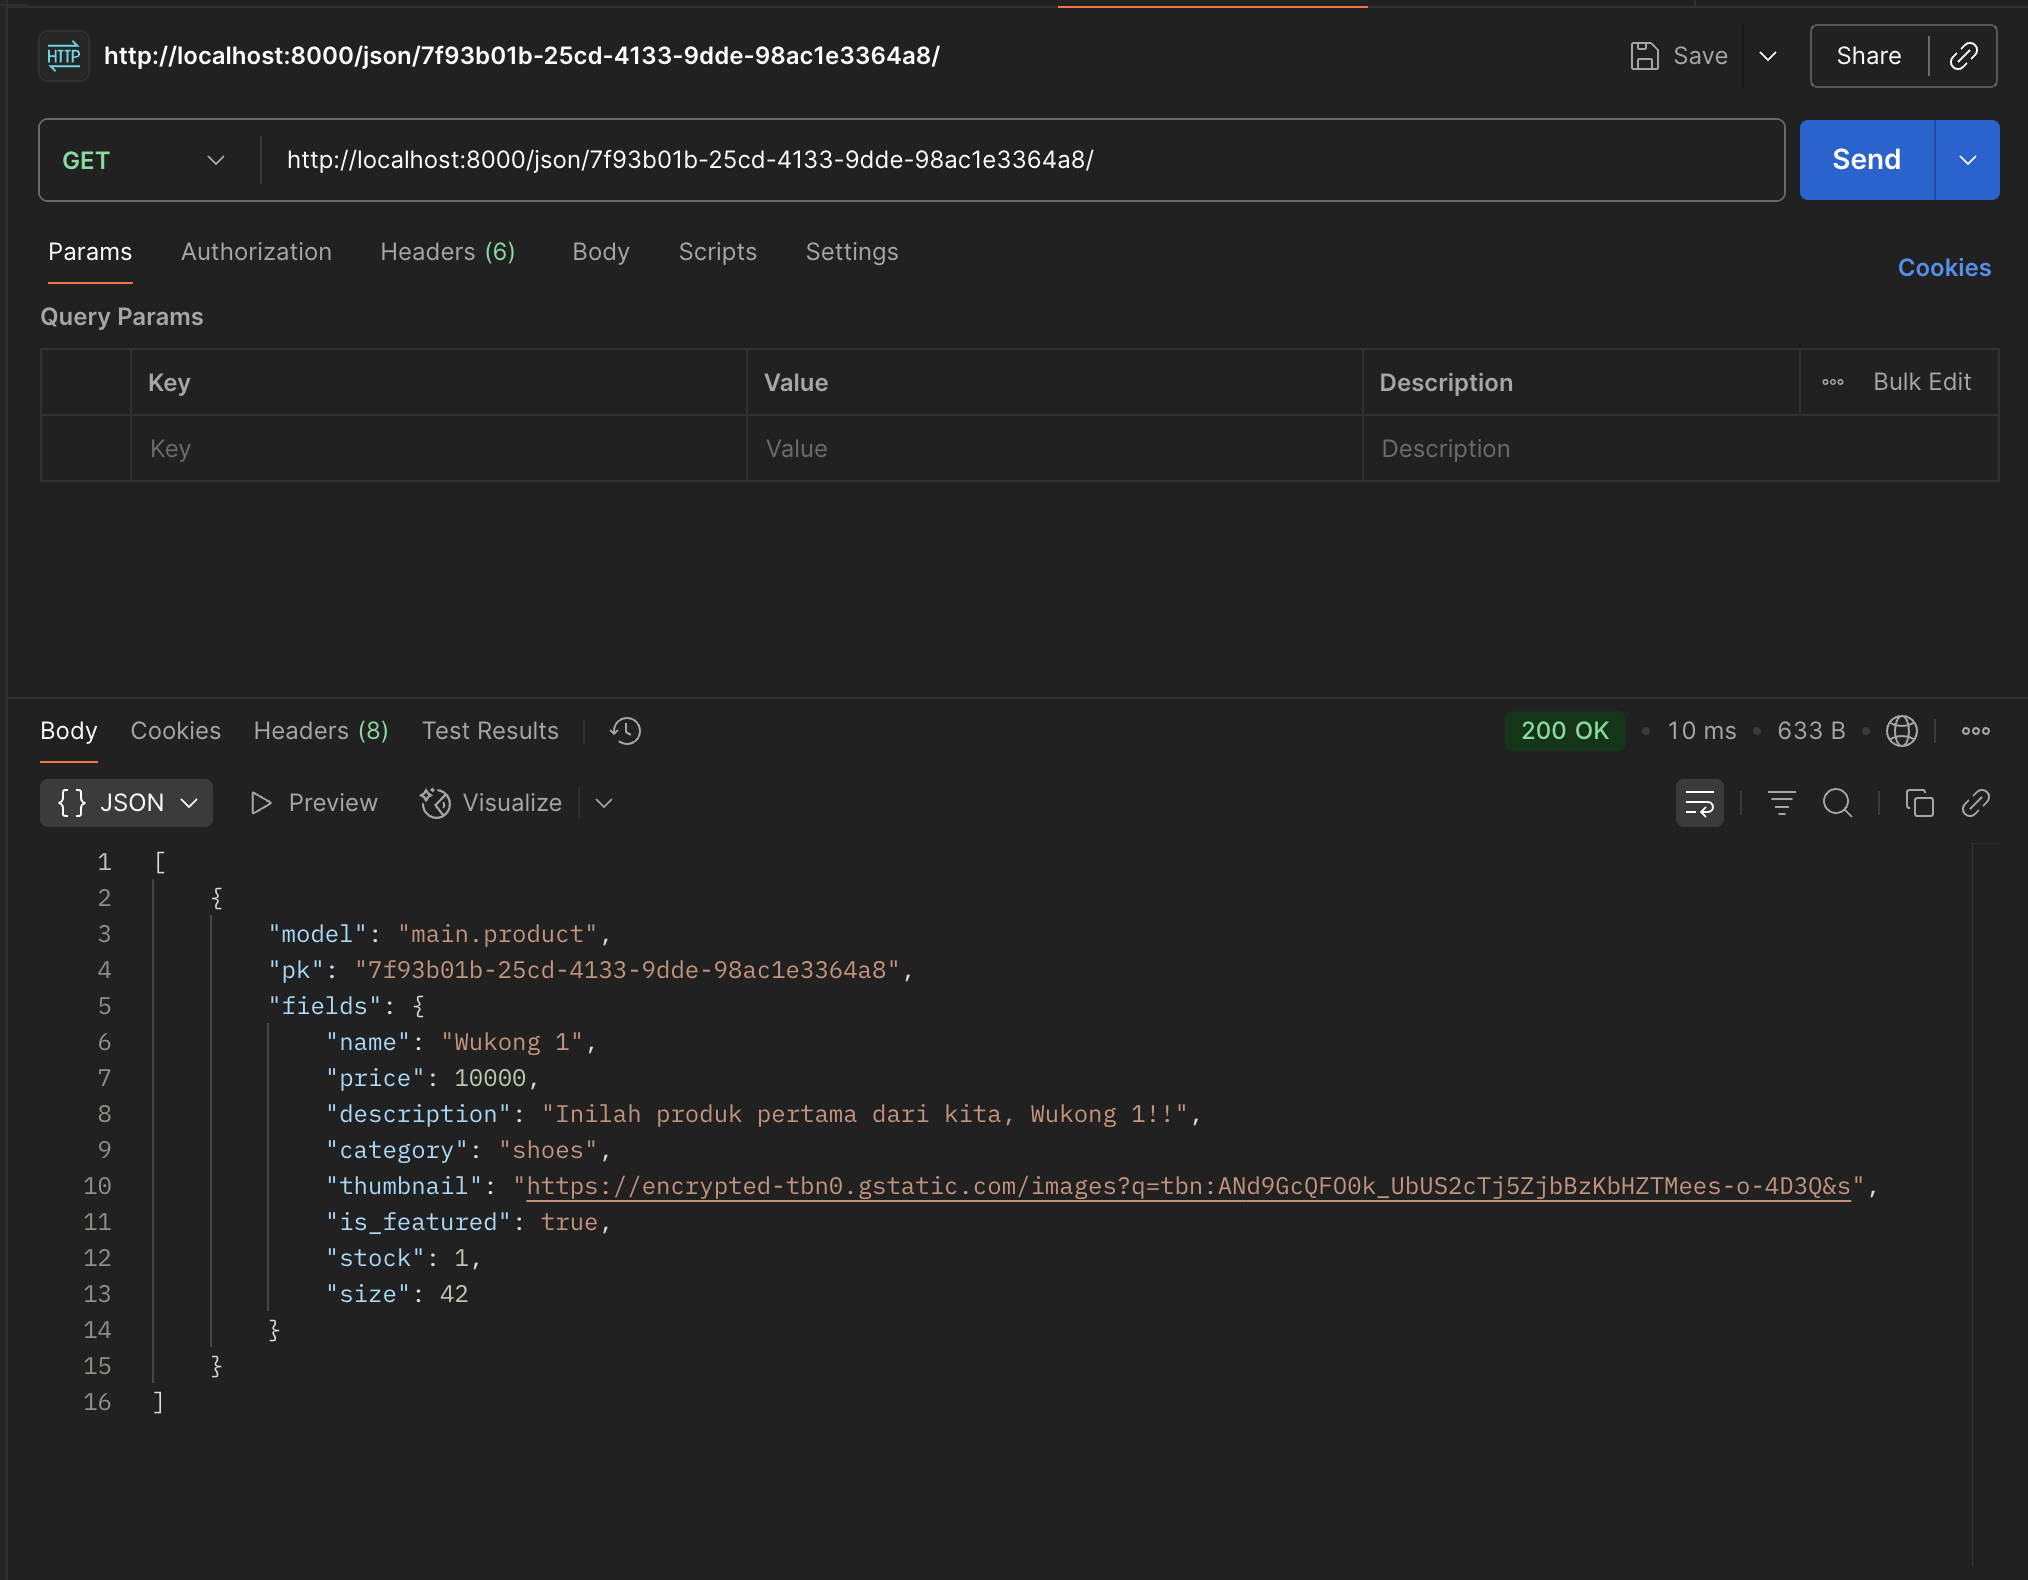 HTTP http://localhost:8000/json/7f93b01b-25cd-4133-9dde-98ac1e3364a8/ Save Share
GET http://localhost:8000/json/7f93b01b-25cd-4133-9dde-98ac1e3364a8/ Send
Params Authorization Headers (6) Body Scripts Settings Cookies
Query Params
Key Value Description Bulk Edit
Key Value Description
Body Cookies Headers (8) Test Results 200 OK • 10 ms • 633 B •
{} JSON Preview Visualize
1 [
2 {
3 "model": "main.product",
4 "pk": "7f93b01b-25cd-4133-9dde-98ac1e3364a8",
5 "fields": {
6 "name": "Wukong 1",
7 "price": 10000,
8 "description": "Inilah produk pertama dari kita, Wukong 1!!",
9 "category": "shoes",
10 "thumbnail": "https://encrypted-tbn0.gstatic.com/images?q=tbn:ANd9GcQFO0k_UbUS2cTj5ZjbBzKbHZTMees-o-4D3Q&s",
11 "is_featured": true,
12 "stock": 1,
13 "size": 42
14 }
15 }
16 ]